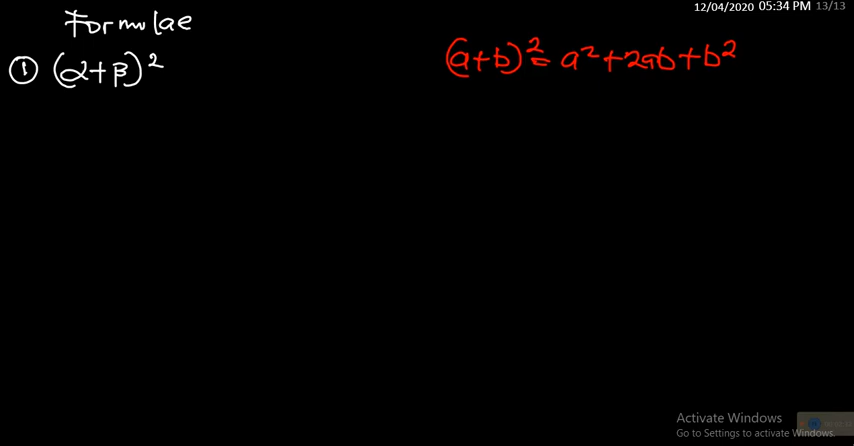 12/04/2020 05:34 PM 13/13
Formulae
① (α+β)²
(a+b)² = a² + 2ab + b²
Activate Windows
Go to Settings to activate Windows.